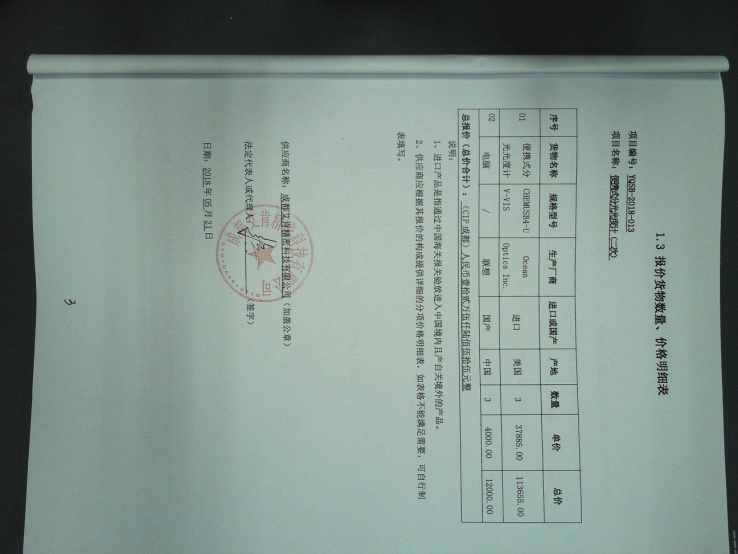 1.3 报价货物数量、价格明细表
项目编号：YQSB-2018-013
项目名称：便携式分光光度计（二次）
序号 货物名称 规格型号 生产厂商 进口或国产 产地 数量 单价 总价
01 便携式分光光度计 CHEMUSB4-UV-VIS Ocean Optics Inc. 进口 美国 3 37885.00 113655.00
02 电脑 / 联想 国产 中国 3 4000.00 12000.00
总报价（总价合计）：（CIP 成都）人民币壹拾贰万伍仟陆佰伍拾伍元整
说明：
1、进口产品是指通过中国海关报关验放进入中国境内且产自关境外的产品。
2、供应商应根据其报价的构成提供详细的分项价格明细表，如表格不能满足需要，可自行制
表填写。
供应商名称：成都艾肯精密科技有限公司（加盖公章）
法定代表人或代理人：（签字）
日期：2018年05月21日
3